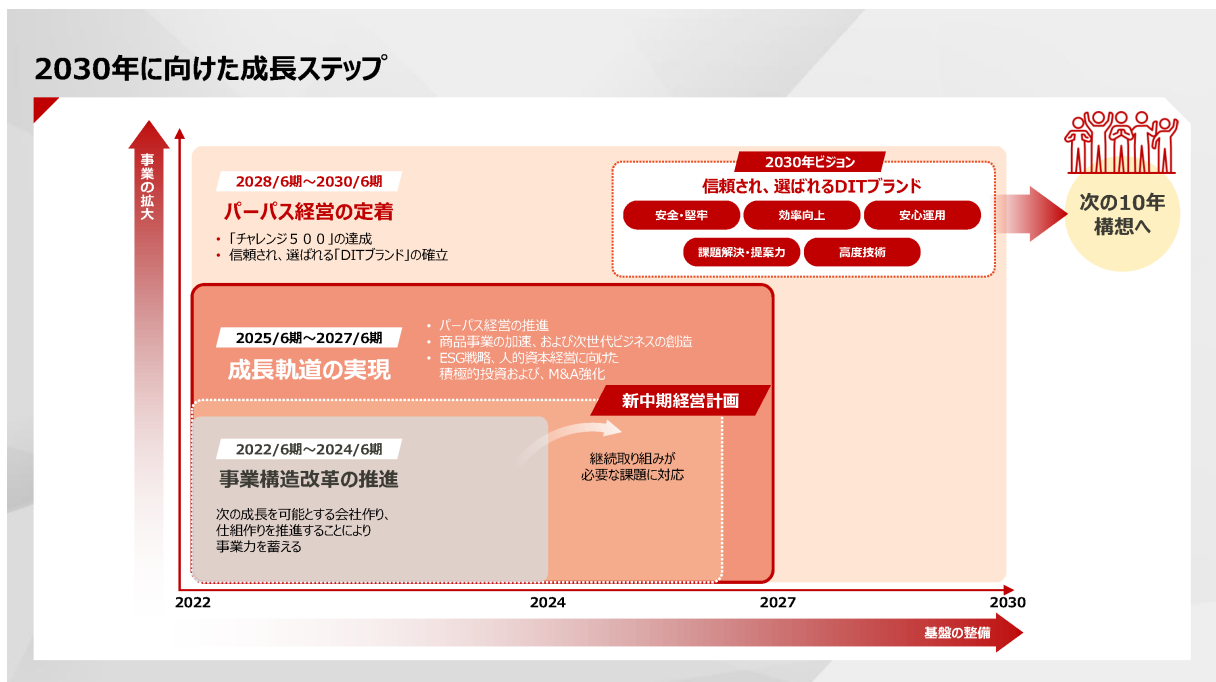 2030年に向けた成長ステップ
事業の拡大
2028/6期～2030/6期
パーパス経営の定着
• 「チャレンジ５００」の達成
• 信頼され、選ばれる「DITブランド」の確立
2030年ビジョン
信頼され、選ばれるDITブランド
安全・堅牢
効率向上
安心運用
課題解決・提案力
高度技術
次の10年
構想へ
2025/6期～2027/6期
成長軌道の実現
• パーパス経営の推進
• 商品事業の加速、および次世代ビジネスの創造
• ESG戦略、人的資本経営に向けた
積極的投資および、M&A強化
新中期経営計画
2022/6期～2024/6期
事業構造改革の推進
次の成長を可能とする会社作り、
仕組作りを推進することにより
事業力を蓄える
継続取り組みが
必要な課題に対応
2022
2024
2027
2030
基盤の整備